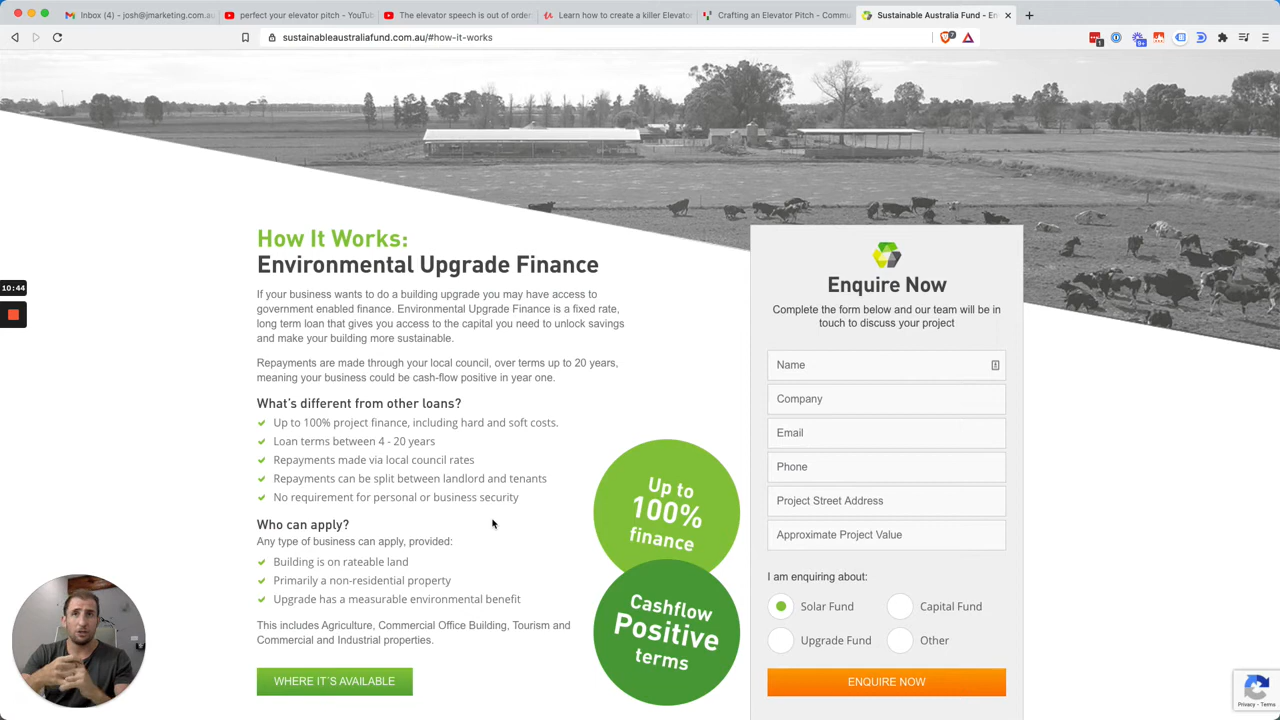 Inbox (4) - josh@jmarketing.com.au
perfect your elevator pitch - YouTu
The elevator speech is out of order
Learn how to create a killer Elevator
Crafting an Elevator Pitch - Commu
Sustainable Australia Fund - En
sustainableaustraliafund.com.au/#how-it-works
7
1
9+
10:44
How It Works:
Environmental Upgrade Finance
If your business wants to do a building upgrade you may have access to
government enabled finance. Environmental Upgrade Finance is a fixed rate,
long term loan that gives you access to the capital you need to unlock savings
and make your building more sustainable.
Repayments are made through your local council, over terms up to 20 years,
meaning your business could be cash-flow positive in year one.
What's different from other loans?
Up to 100% project finance, including hard and soft costs.
Loan terms between 4 - 20 years
Repayments made via local council rates
Repayments can be split between landlord and tenants
No requirement for personal or business security
Who can apply?
Any type of business can apply, provided:
Building is on rateable land
Primarily a non-residential property
Upgrade has a measurable environmental benefit
This includes Agriculture, Commercial Office Building, Tourism and
Commercial and Industrial properties.
WHERE IT´S AVAILABLE
Up to
100%
finance
Cashflow
Positive
terms
Enquire Now
Complete the form below and our team will be in
touch to discuss your project
Name
Company
Email
Phone
Project Street Address
Approximate Project Value
I am enquiring about:
Solar Fund
Capital Fund
Upgrade Fund
Other
ENQUIRE NOW
Privacy - Terms